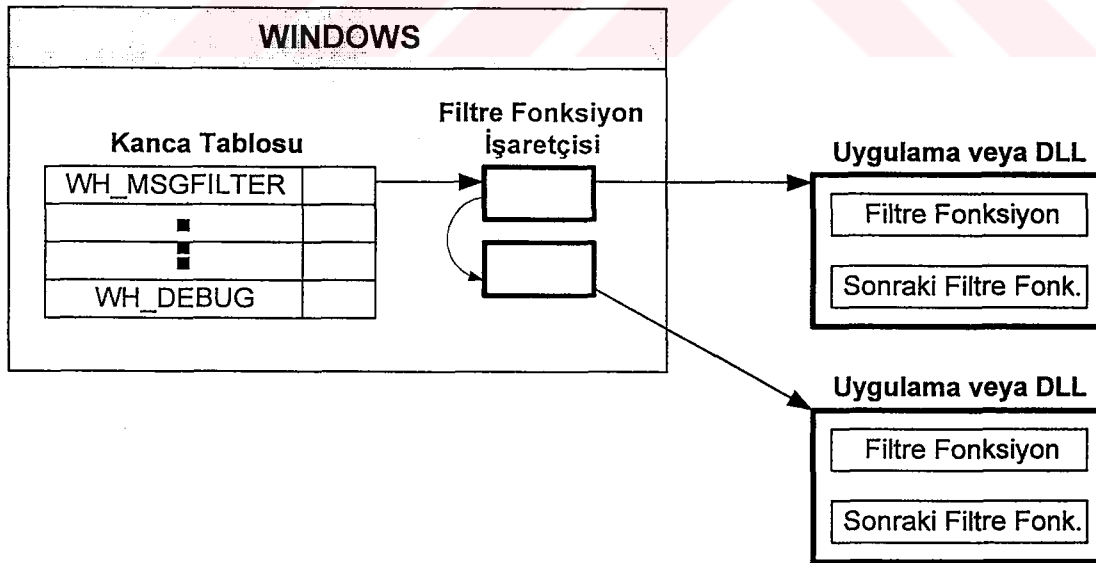 WINDOWS
Kanca Tablosu
Filtre Fonksiyon
İşaretçisi
WH_MSGFILTER
WH_DEBUG
Uygulama veya DLL
Filtre Fonksiyon
Sonraki Filtre Fonk.
Uygulama veya DLL
Filtre Fonksiyon
Sonraki Filtre Fonk.